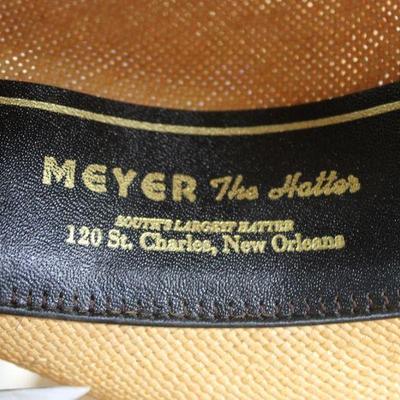 MEYER The Hatter
SOUTH'S LARGEST HATTER
120 St. Charles, New Orleans